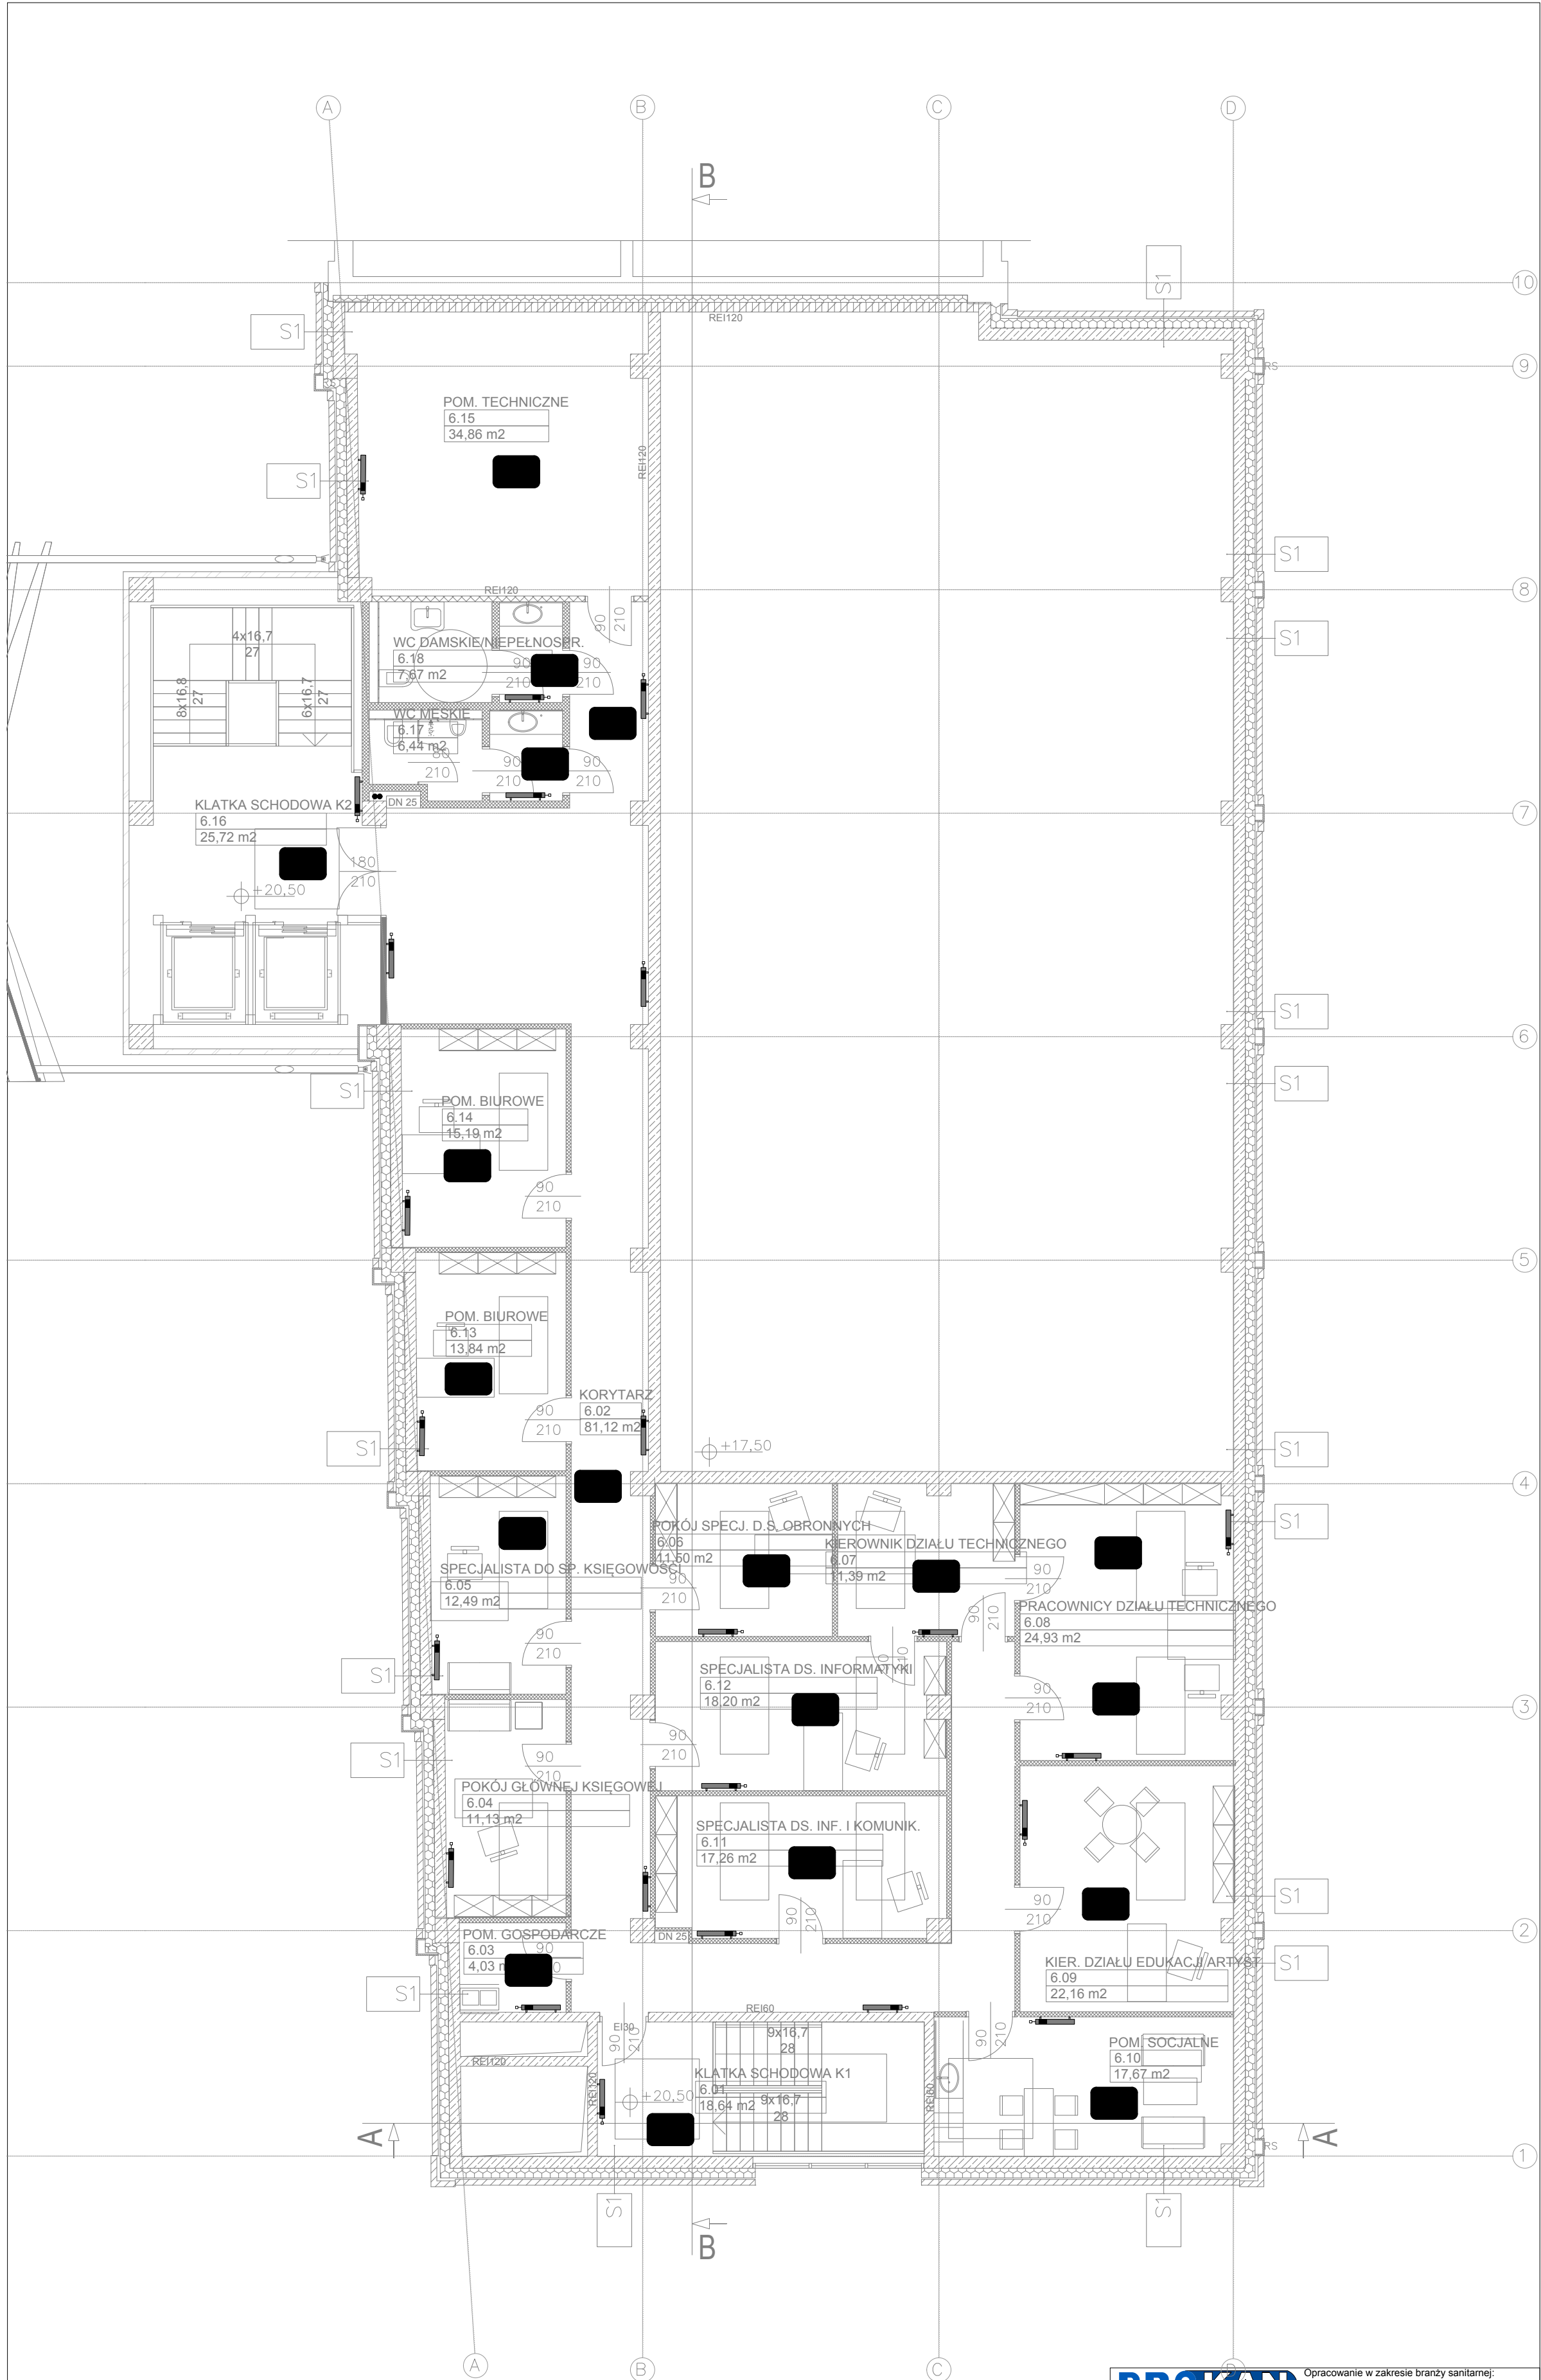 A
B
C
D
B
10
S1
REI120
S1
9
RS
POM. TECHNICZNE
6.15
34,86 m2
REI120
S1
S1
REI120
8
90
210
4x16,7
27
WC DAMSKIE/NIEPEŁNOSPR.
6.18
7,67 m2
90
210
90
210
S1
8x16,8
27
6x16,7
27
WC MĘSKIE
6.17
6,44 m2
80
210
90
210
90
210
DN 25
KLATKA SCHODOWA K2
6.16
25,72 m2
7
180
210
+20,50
S1
6
S1
S1
POM. BIUROWE
6.14
15,19 m2
90
210
5
POM. BIUROWE
6.13
13,84 m2
KORYTARZ
6.02
81,12 m2
90
210
S1
+17,50
S1
4
S1
POKÓJ SPECJ. D.S. OBRONNYCH
6.06
11,50 m2
KIEROWNIK DZIAŁU TECHNICZNEGO
6.07
11,39 m2
SPECJALISTA DO SP. KSIĘGOWOŚCI
6.05
12,49 m2
90
210
90
210
PRACOWNICY DZIAŁU TECHNICZNEGO
6.08
24,93 m2
90
210
90
210
S1
SPECJALISTA DS. INFORMATYKI
6.12
18,20 m2
210
90
210
3
90
210
S1
90
210
POKÓJ GŁÓWNEJ KSIĘGOWEJ
6.04
11,13 m2
SPECJALISTA DS. INF. I KOMUNIK.
6.11
17,26 m2
90
210
90
210
S1
2
DN 25
POM. GOSPODARCZE
6.03
90
KIER. DZIAŁU EDUKACJI ARTYST.
6.09
22,16 m2
S1
S1
REI60
EI30
90
210
9x16,7
28
90
210
POM. SOCJALNE
6.10
17,67 m2
REI120
REI120
KLATKA SCHODOWA K1
6.01
18,64 m2
+20,50
9x16,7
28
REI60
A
A
RS
1
S1
S1
B
A
B
C
D
Opracowanie w zakresie branży sanitarnej: